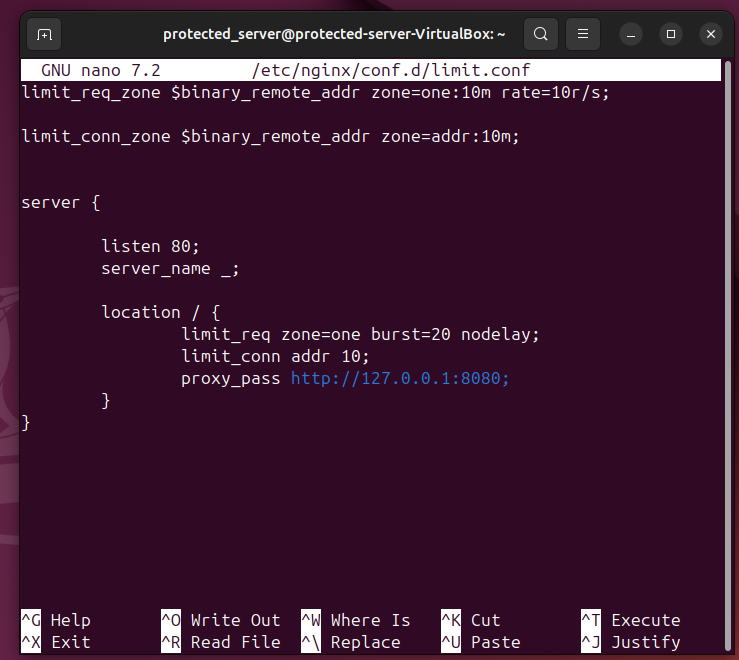 protected_server@protected-server-VirtualBox: ~
GNU nano 7.2 /etc/nginx/conf.d/limit.conf
limit_req_zone $binary_remote_addr zone=one:10m rate=10r/s;
limit_conn_zone $binary_remote_addr zone=addr:10m;
server {
listen 80;
server_name _;
location / {
limit_req zone=one burst=20 nodelay;
limit_conn addr 10;
proxy_pass http://127.0.0.1:8080;
}
}
^G Help ^O Write Out ^W Where Is ^K Cut ^T Execute
^X Exit ^R Read File ^\ Replace ^U Paste ^J Justify